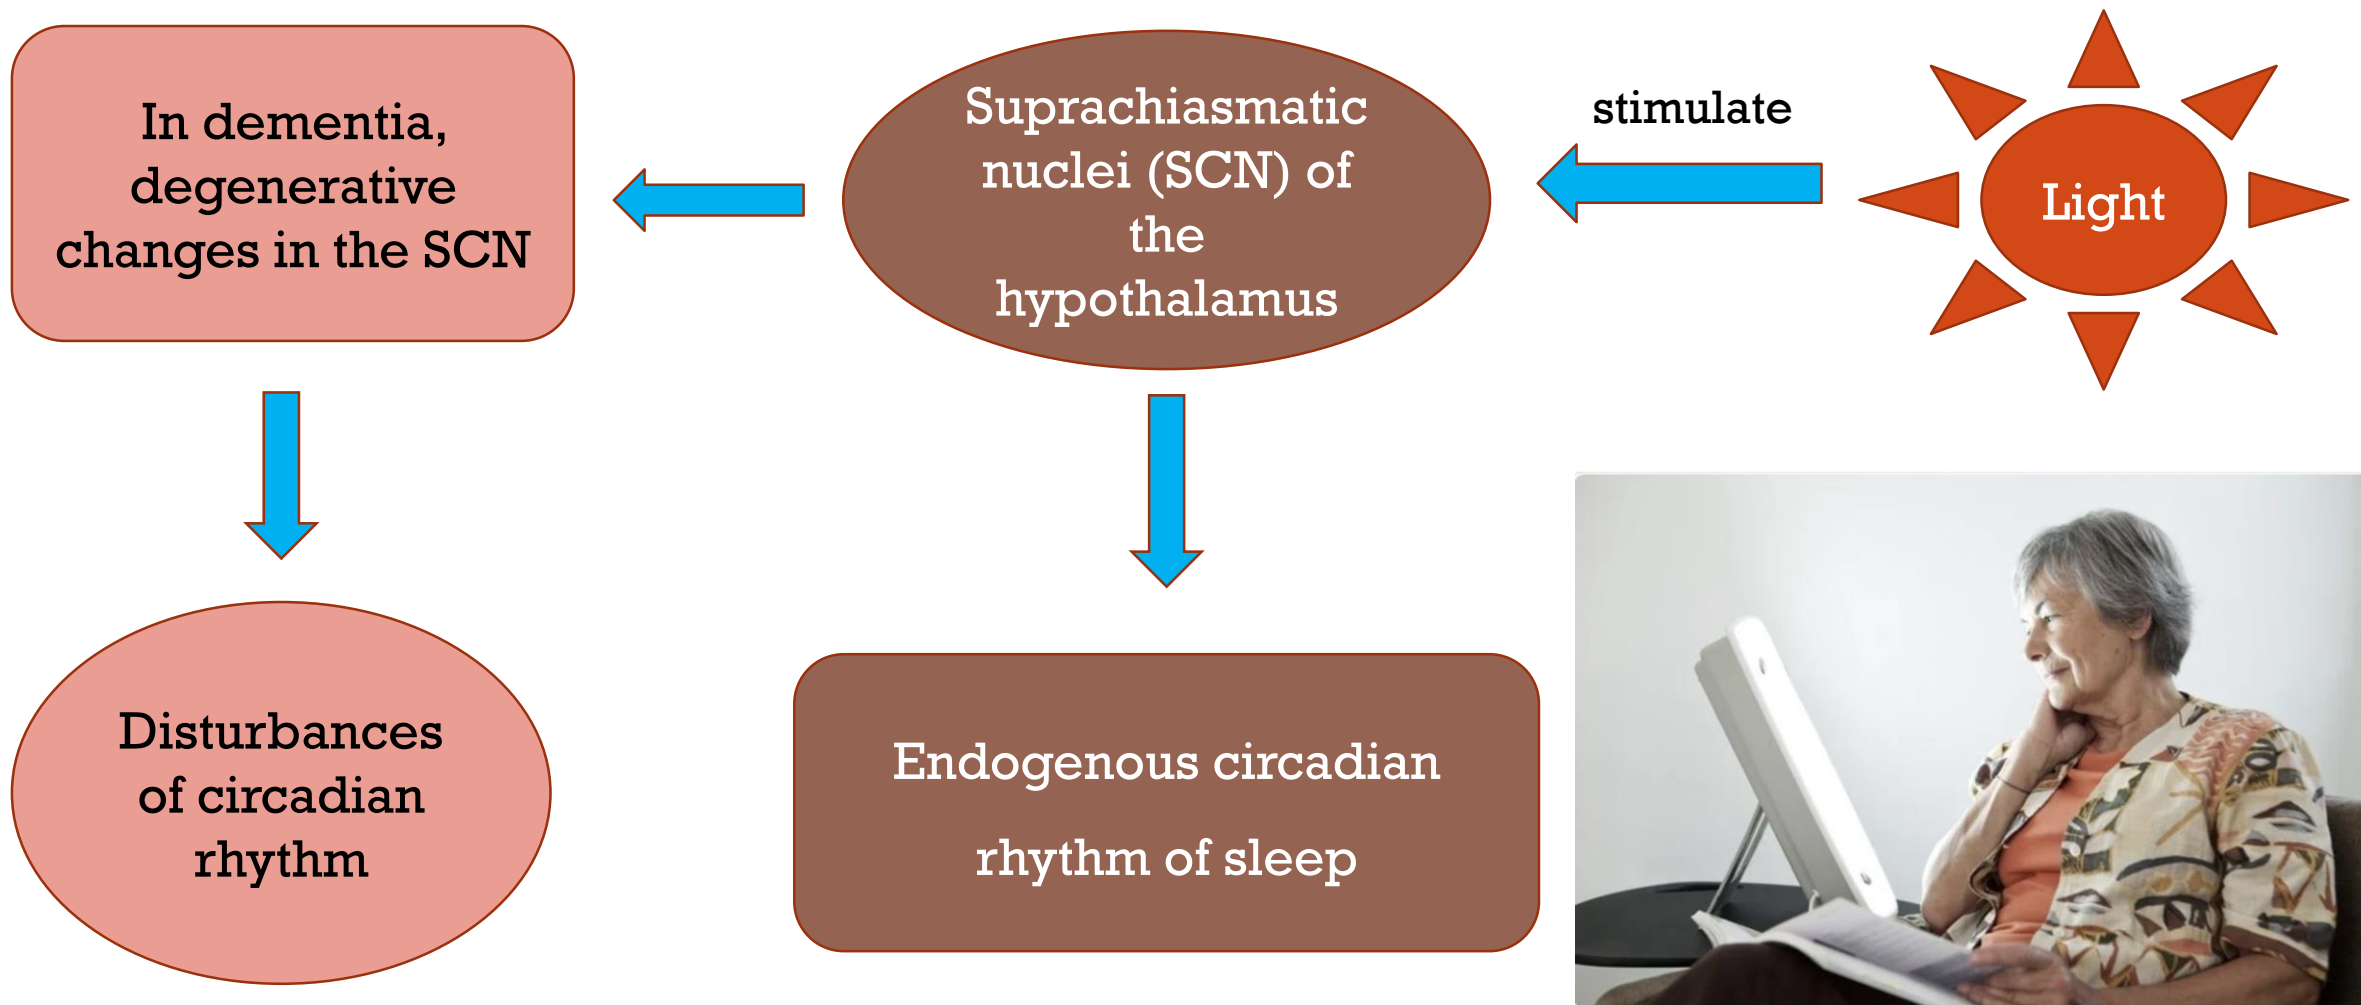 In dementia,
degenerative
changes in the SCN
Suprachiasmatic
nuclei (SCN) of
the
hypothalamus
stimulate
Light
Disturbances
of circadian
rhythm
Endogenous circadian
rhythm of sleep